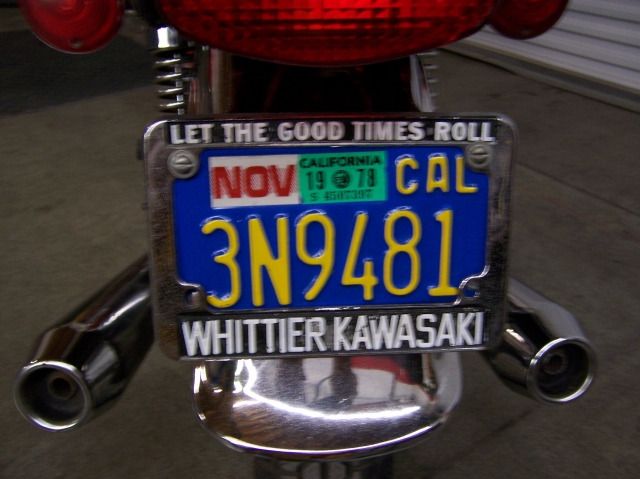 LET THE GOOD TIMES ROLL
NOV CALIFORNIA CAL
19 78
3N9481
WHITTIER KAWASAKI